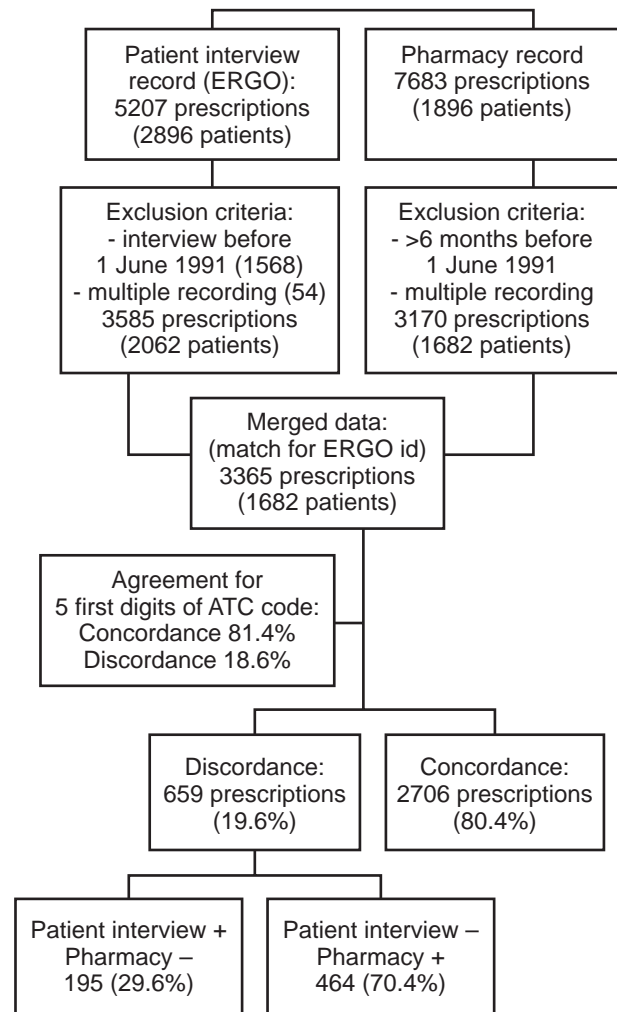 Patient interview
record (ERGO):
5207 prescriptions
(2896 patients)
Pharmacy record
7683 prescriptions
(1896 patients)
Exclusion criteria:
- interview before
1 June 1991 (1568)
- multiple recording (54)
3585 prescriptions
(2062 patients)
Exclusion criteria:
- >6 months before
1 June 1991
- multiple recording
3170 prescriptions
(1682 patients)
Merged data:
(match for ERGO id)
3365 prescriptions
(1682 patients)
Agreement for
5 first digits of ATC code:
Concordance 81.4%
Discordance 18.6%
Discordance:
659 prescriptions
(19.6%)
Concordance:
2706 prescriptions
(80.4%)
Patient interview +
Pharmacy –
195 (29.6%)
Patient interview –
Pharmacy +
464 (70.4%)